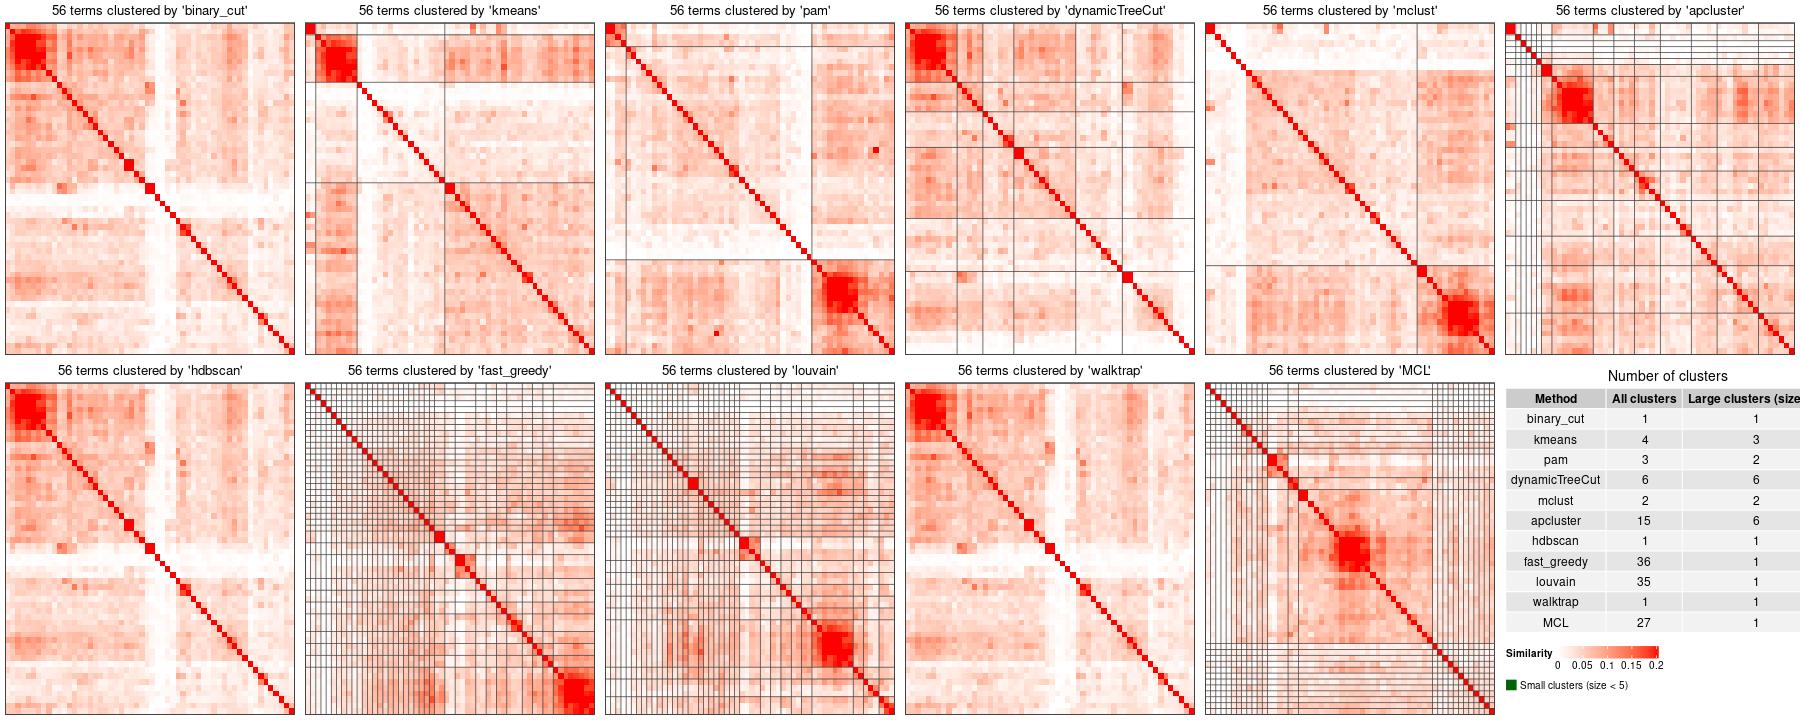 56 terms clustered by 'binary_cut'
56 terms clustered by 'kmeans'
56 terms clustered by 'pam'
56 terms clustered by 'dynamicTreeCut'
56 terms clustered by 'mclust'
56 terms clustered by 'apcluster'
56 terms clustered by 'hdbscan'
56 terms clustered by 'fast_greedy'
56 terms clustered by 'louvain'
56 terms clustered by 'walktrap'
56 terms clustered by 'MCL'
Number of clusters
Method All clusters Large clusters (size
binary_cut 1 1
kmeans 4 3
pam 3 2
dynamicTreeCut 6 6
mclust 2 2
apcluster 15 6
hdbscan 1 1
fast_greedy 36 1
louvain 35 1
walktrap 1 1
MCL 27 1
Similarity
0 0.05 0.1 0.15 0.2
Small clusters (size < 5)